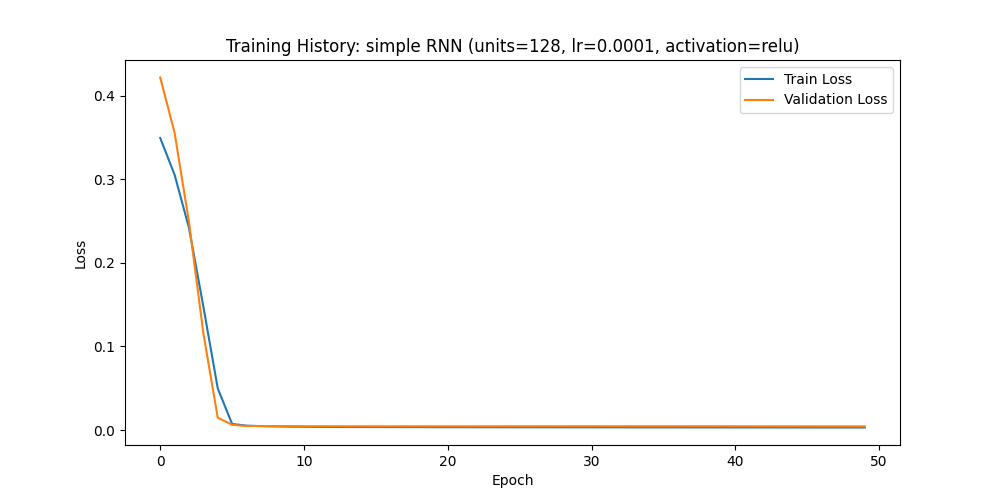 Training History: simple RNN (units=128, lr=0.0001, activation=relu)
Train Loss
Validation Loss
0.4
0.3
0.2
0.1
0.0
Loss
0 10 20 30 40 50
Epoch